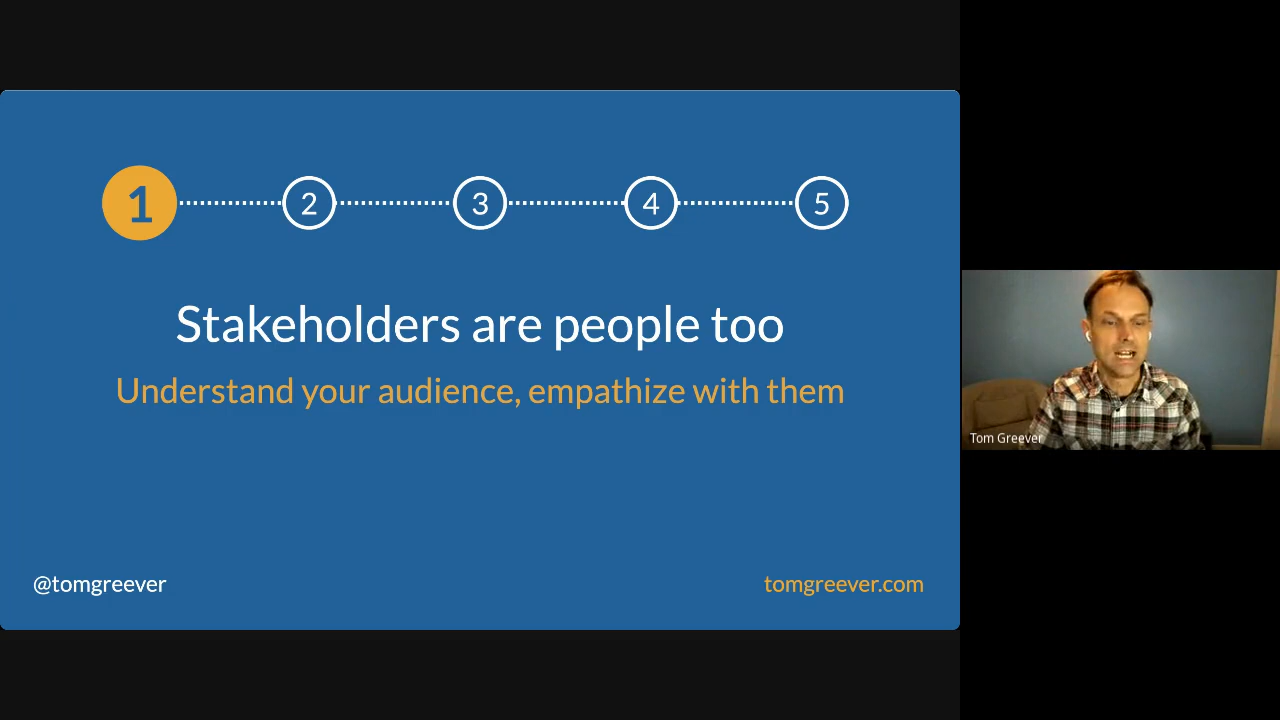 1 2 3 4 5
Stakeholders are people too
Understand your audience, empathize with them
@tomgreever
tomgreever.com
Tom Greever